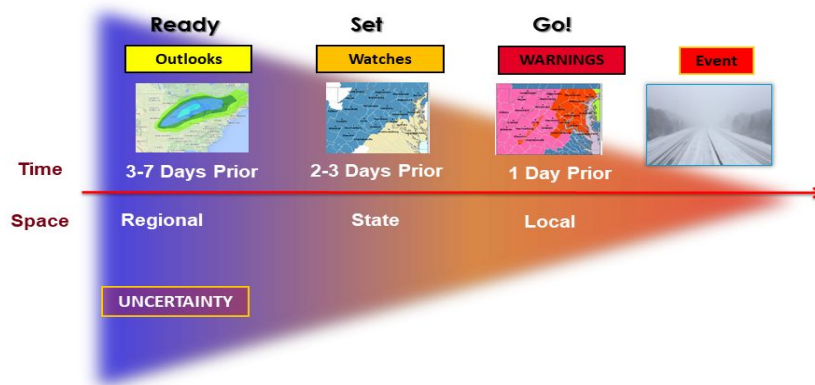 Ready Set Go!
Outlooks Watches WARNINGS Event
Time 3-7 Days Prior 2-3 Days Prior 1 Day Prior
Space Regional State Local
UNCERTAINTY